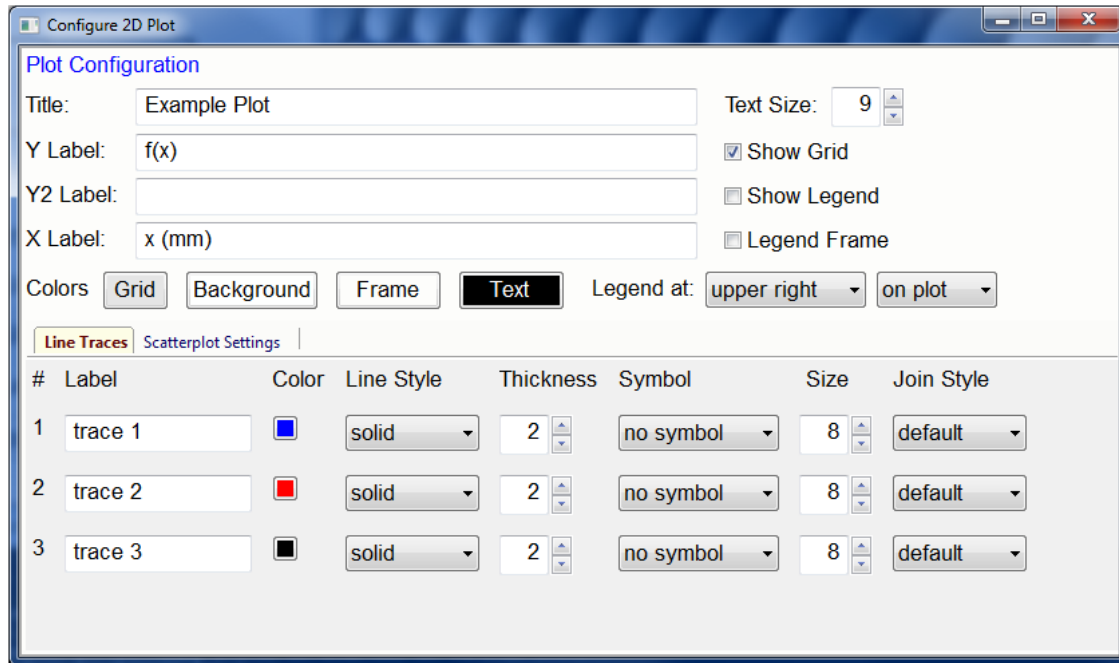 Configure 2D Plot
Plot Configuration
Title: Example Plot Text Size: 9
Y Label: f(x) Show Grid
Y2 Label: Show Legend
X Label: x (mm) Legend Frame
Colors Grid Background Frame Text Legend at: upper right on plot
Line Traces Scatterplot Settings
# Label Color Line Style Thickness Symbol Size Join Style
1 trace 1 solid 2 no symbol 8 default
2 trace 2 solid 2 no symbol 8 default
3 trace 3 solid 2 no symbol 8 default